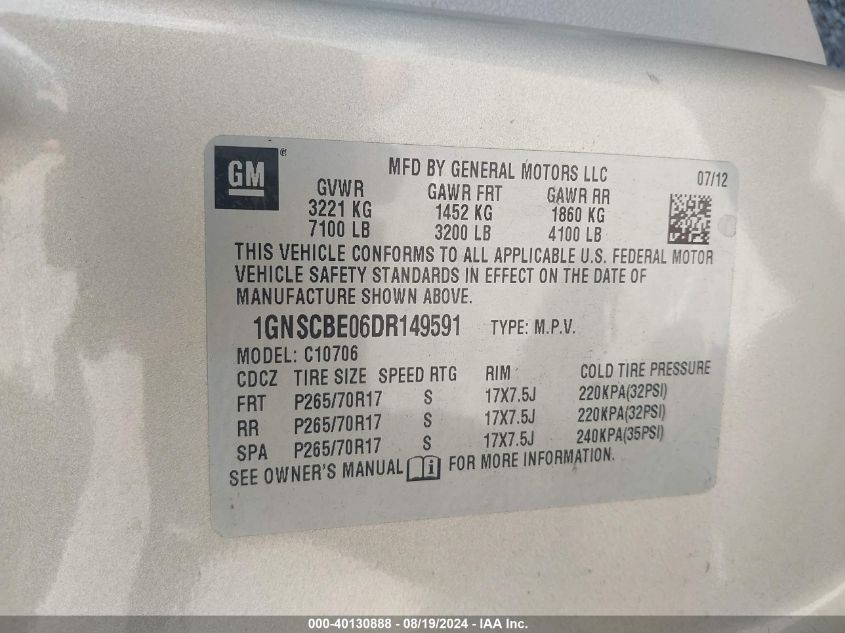 GM®
MFD BY GENERAL MOTORS LLC 07/12
GVWR GAWR FRT GAWR RR
3221 KG 1452 KG 1860 KG
7100 LB 3200 LB 4100 LB
THIS VEHICLE CONFORMS TO ALL APPLICABLE U.S. FEDERAL MOTOR
VEHICLE SAFETY STANDARDS IN EFFECT ON THE DATE OF
MANUFACTURE SHOWN ABOVE.
1GNSCBE06DR149591 TYPE: M.P.V.
MODEL: C10706
CDCZ TIRE SIZE SPEED RTG RIM COLD TIRE PRESSURE
FRT P265/70R17 S 17X7.5J 220KPA(32PSI)
RR P265/70R17 S 17X7.5J 220KPA(32PSI)
SPA P265/70R17 S 17X7.5J 240KPA(35PSI)
SEE OWNER'S MANUAL i FOR MORE INFORMATION.
000-40130888 - 08/19/2024 - IAA Inc.